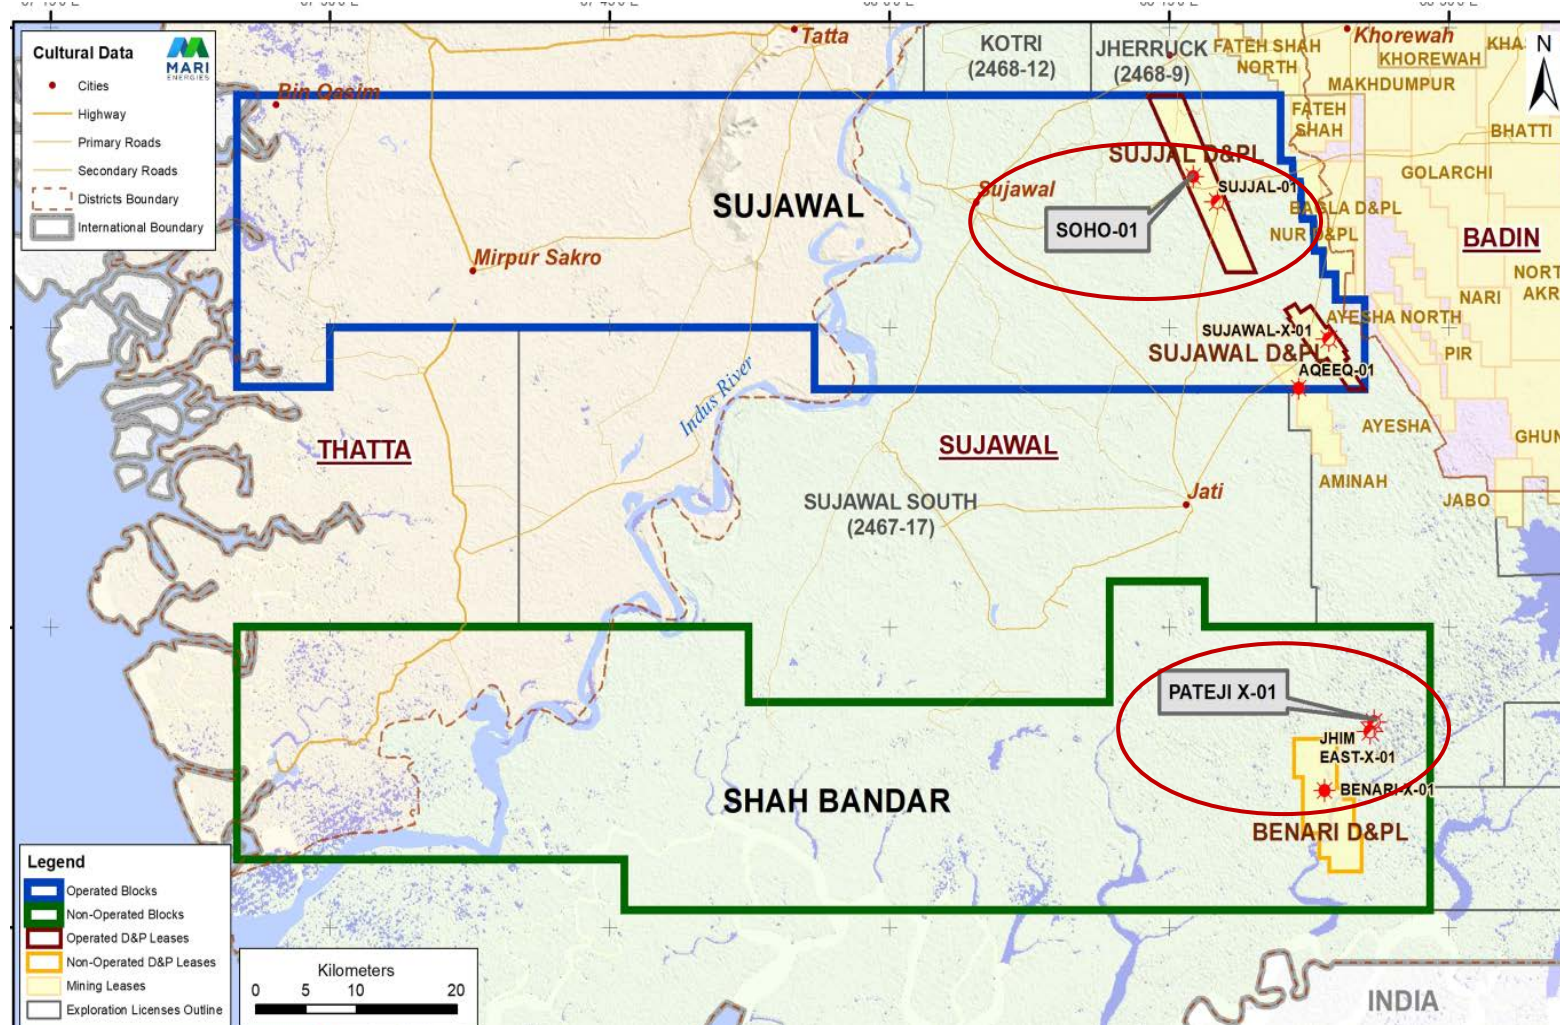 Cultural Data
MARI
ENERGIES
Cities
Highway
Primary Roads
Secondary Roads
Districts Boundary
International Boundary
Bin Qasim
Tatta
KOTRI
(2468-12)
JHERRUCK
(2468-9)
FATEH SHAH
NORTH
Khorewah
KHOREWAH
MAKHDUMPUR
N
FATEH
SHAH
BHATTI
GOLARCHI
SUJJAL D&PL
SUJJAL-01
SOHO-01
Sujawal
SUJAWAL
Mirpur Sakro
BASLA D&PL
NUR D&PL
BADIN
NARI
AYESHA NORTH
PIR
SUJAWAL-X-01
SUJAWAL D&PL
AQEEQ-01
AYESHA
AMINAH
JABO
Indus River
THATTA
SUJAWAL
SUJAWAL SOUTH
(2467-17)
Jati
PATEJI X-01
JHIM
EAST-X-01
BENARI-X-01
BENARI D&PL
SHAH BANDAR
INDIA
Legend
Operated Blocks
Non-Operated Blocks
Operated D&P Leases
Non-Operated D&P Leases
Mining Leases
Exploration Licenses Outline
Kilometers
0 5 10 20